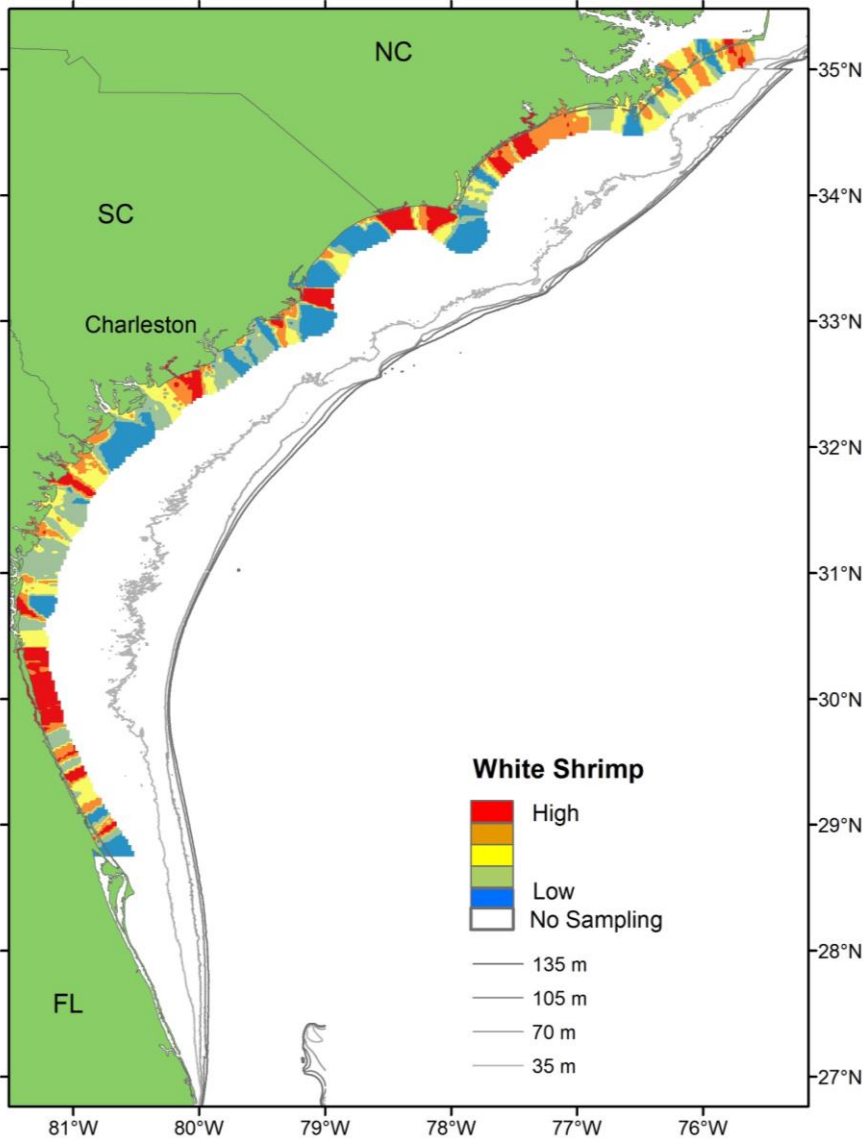 NC
35°N
34°N
SC
Charleston
33°N
32°N
31°N
30°N
White Shrimp
High
29°N
Low
No Sampling
135 m
28°N
105 m
FL
70 m
35 m
27°N
81°W 80°W 79°W 78°W 77°W 76°W